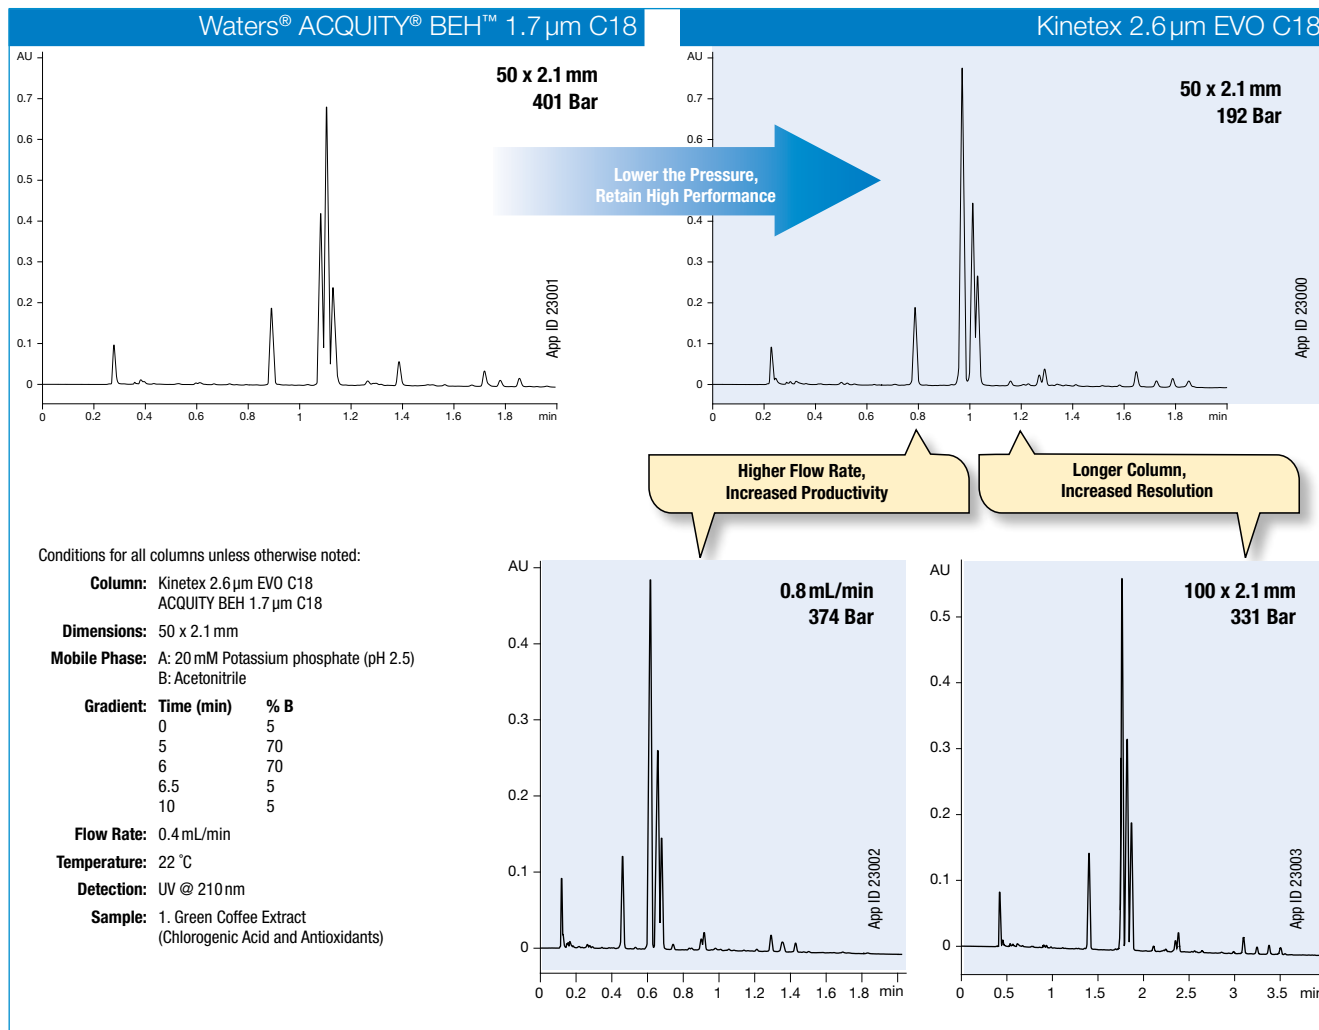 Waters® ACQUITY® BEH™ 1.7 µm C18
AU
50 x 2.1 mm
401 Bar
0.7
0.6
0.5
0.4
0.3
0.2
0.1
0
App ID 23001
0 0.2 0.4 0.6 0.8 1 1.2 1.4 1.6 1.8 min
Lower the Pressure,
Retain High Performance
Kinetex 2.6 µm EVO C18
AU
50 x 2.1 mm
192 Bar
0.7
0.6
0.5
0.4
0.3
0.2
0.1
0
App ID 23000
0 0.2 0.4 0.6 0.8 1 1.2 1.4 1.6 1.8 min
Higher Flow Rate,
Increased Productivity
Longer Column,
Increased Resolution
Conditions for all columns unless otherwise noted:
Column: Kinetex 2.6 µm EVO C18
ACQUITY BEH 1.7 µm C18
Dimensions: 50 x 2.1 mm
Mobile Phase: A: 20 mM Potassium phosphate (pH 2.5)
B: Acetonitrile
Gradient: Time (min) % B
0 5
5 70
6 70
6.5 5
10 5
Flow Rate: 0.4 mL/min
Temperature: 22 ˚C
Detection: UV @ 210 nm
Sample: 1. Green Coffee Extract
(Chlorogenic Acid and Antioxidants)
AU
0.8 mL/min
374 Bar
0.4
0.3
0.2
0.1
0
App ID 23002
0 0.2 0.4 0.6 0.8 1 1.2 1.4 1.6 1.8 min
AU
100 x 2.1 mm
331 Bar
0.5
0.4
0.3
0.2
0.1
0
App ID 23003
0 0.5 1 1.5 2 2.5 3 3.5 min